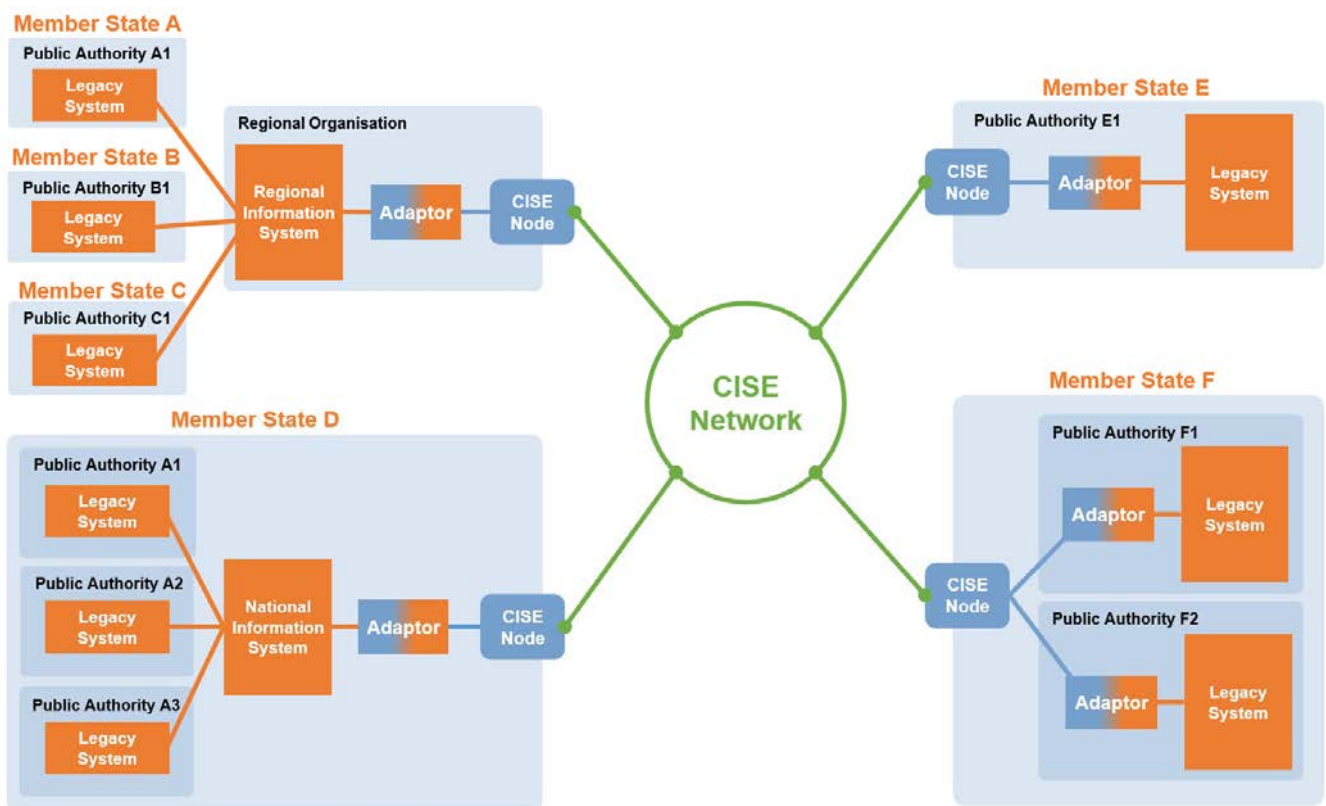 Member State A
Public Authority A1
Legacy
System
Member State B
Public Authority B1
Legacy
System
Member State C
Public Authority C1
Legacy
System
Regional Organisation
Regional
Information
System
Adaptor
CISE
Node
Member State E
Public Authority E1
CISE
Node
Adaptor
Legacy
System
CISE
Network
Member State D
Public Authority A1
Legacy
System
Public Authority A2
Legacy
System
Public Authority A3
Legacy
System
National
Information
System
Adaptor
CISE
Node
Member State F
CISE
Node
Public Authority F1
Adaptor
Legacy
System
Public Authority F2
Adaptor
Legacy
System